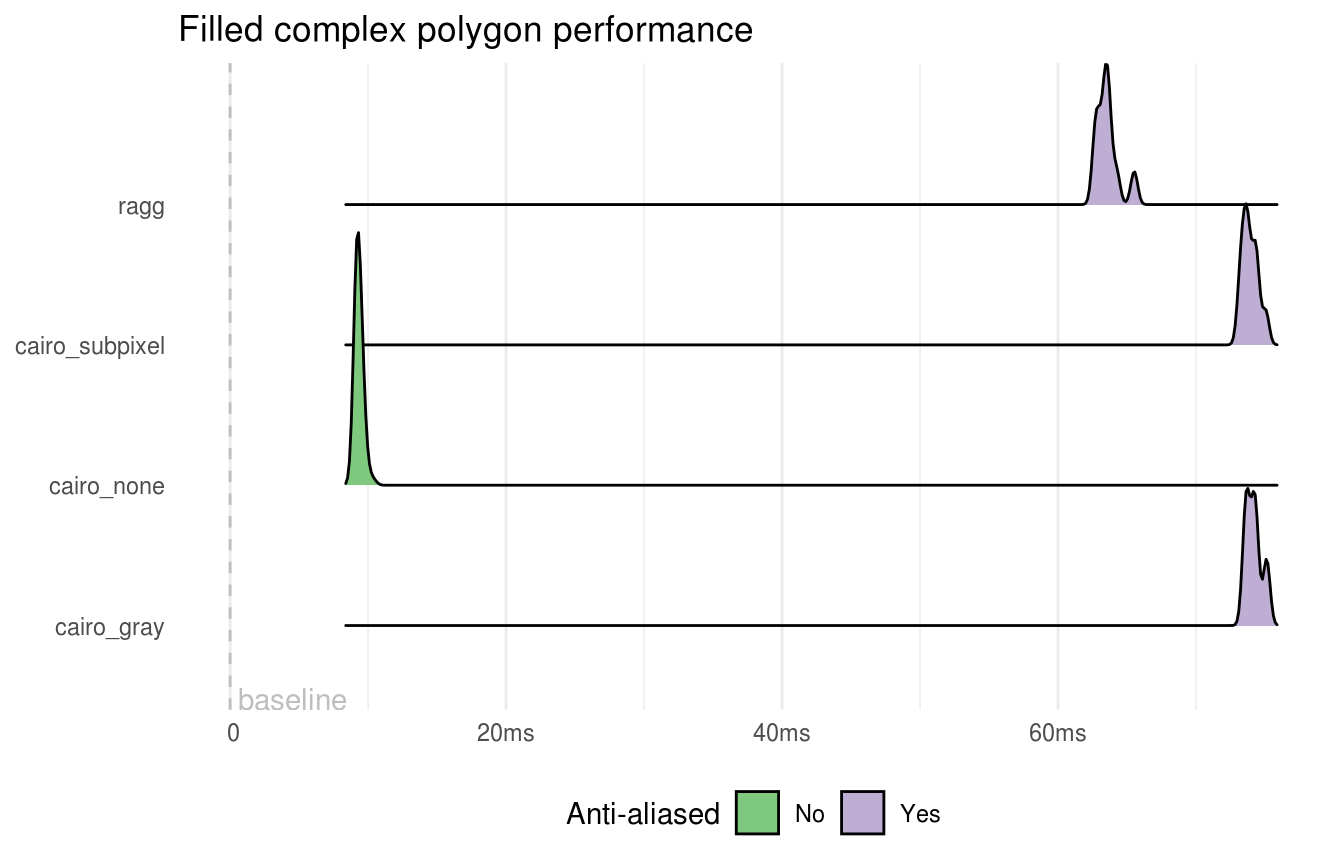 Filled complex polygon performance
ragg
cairo_subpixel
cairo_none
cairo_gray
baseline
0 20ms 40ms 60ms
Anti-aliased No Yes